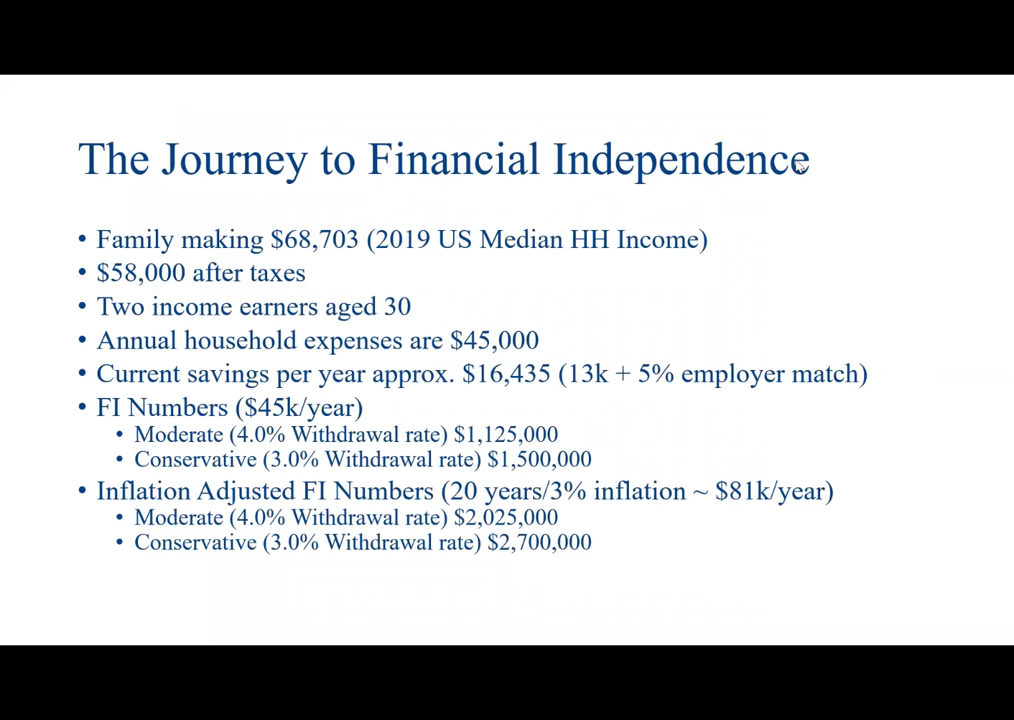 The Journey to Financial Independence
• Family making $68,703 (2019 US Median HH Income)
• $58,000 after taxes
• Two income earners aged 30
• Annual household expenses are $45,000
• Current savings per year approx. $16,435 (13k + 5% employer match)
• FI Numbers ($45k/year)
• Moderate (4.0% Withdrawal rate) $1,125,000
• Conservative (3.0% Withdrawal rate) $1,500,000
• Inflation Adjusted FI Numbers (20 years/3% inflation ~ $81k/year)
• Moderate (4.0% Withdrawal rate) $2,025,000
• Conservative (3.0% Withdrawal rate) $2,700,000